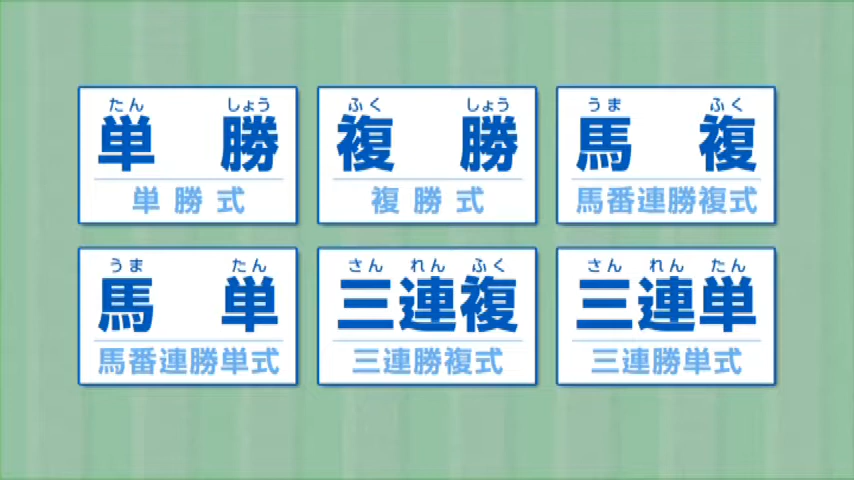 たん しょう
単 勝
単勝式
ふく しょう
複 勝
複勝式
うま ふく
馬 複
馬番連勝複式
うま たん
馬 単
馬番連勝単式
さん れん ふく
三連複
三連勝複式
さん れん たん
三連単
三連勝単式